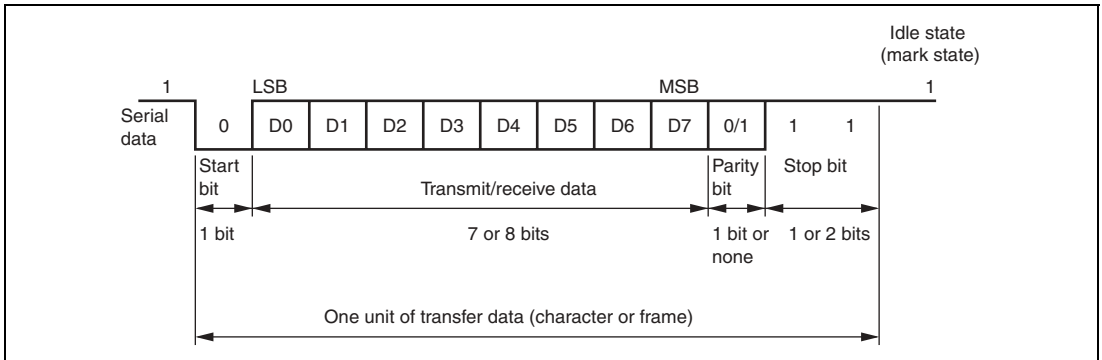 Idle state
(mark state)
1 LSB MSB 1
Serial
data
0 D0 D1 D2 D3 D4 D5 D6 D7 0/1 1 1
Start
bit
Transmit/receive data
Parity
bit
Stop bit
1 bit
7 or 8 bits
1 bit or
none
1 or 2 bits
One unit of transfer data (character or frame)